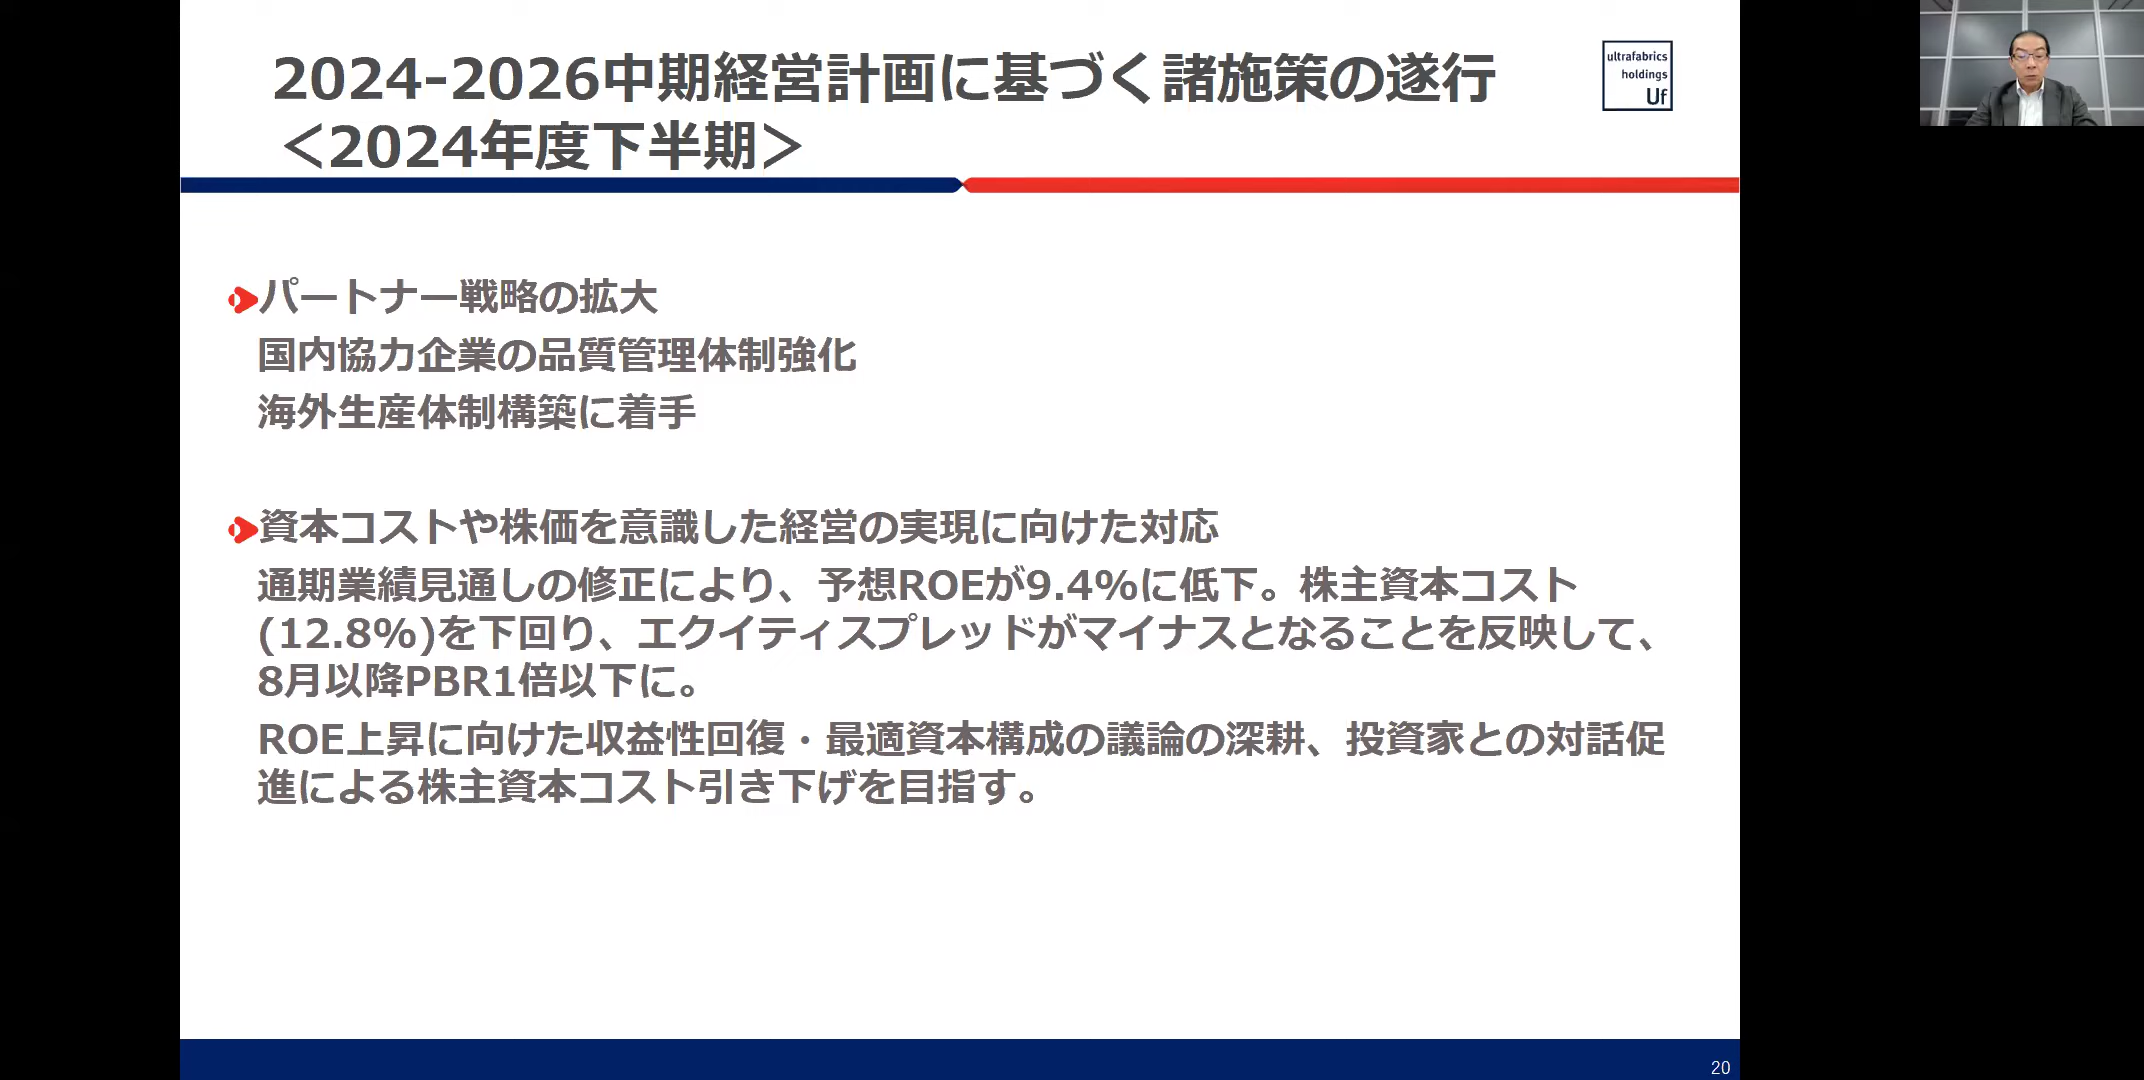 2024-2026中期経営計画に基づく諸施策の遂行
＜2024年度下半期＞
ultrafabrics
holdings
Uf
パートナー戦略の拡大
国内協力企業の品質管理体制強化
海外生産体制構築に着手
資本コストや株価を意識した経営の実現に向けた対応
通期業績見通しの修正により、予想ROEが9.4%に低下。株主資本コスト
(12.8%)を下回り、エクイティスプレッドがマイナスとなることを反映して、
8月以降PBR1倍以下に。
ROE上昇に向けた収益性回復・最適資本構成の議論の深耕、投資家との対話促
進による株主資本コスト引き下げを目指す。
20